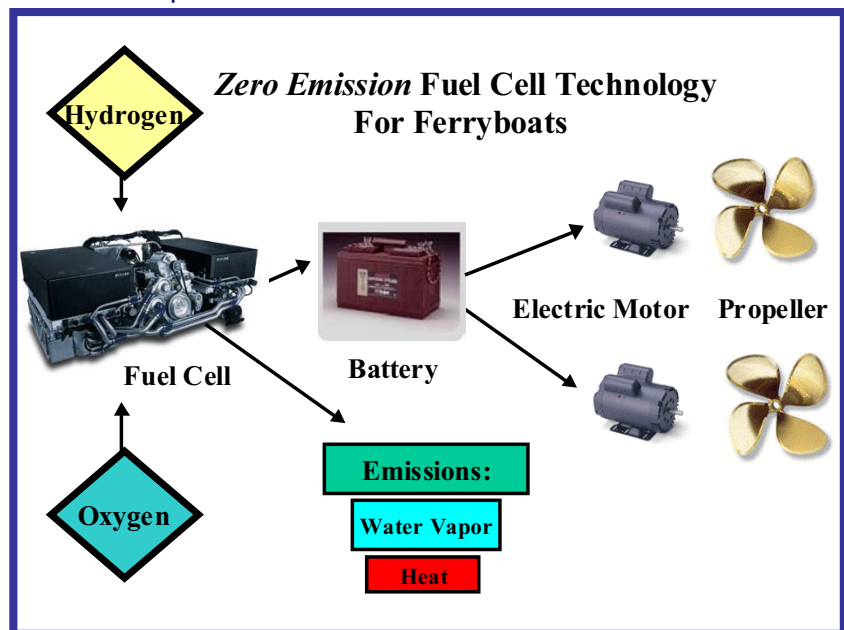 Zero Emission Fuel Cell Technology
For Ferryboats
Hydrogen
Fuel Cell
Oxygen
Battery
Electric Motor
Propeller
Emissions:
Water Vapor
Heat